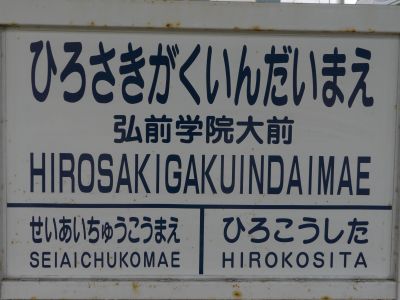 ひろさきがくいんだいまえ
弘前学院大前
HIROSAKIGAKUINDAIMAE
せいあいちゅうこうまえ
SEIAICHUKOMAE
ひろこうした
HIROKOSITA